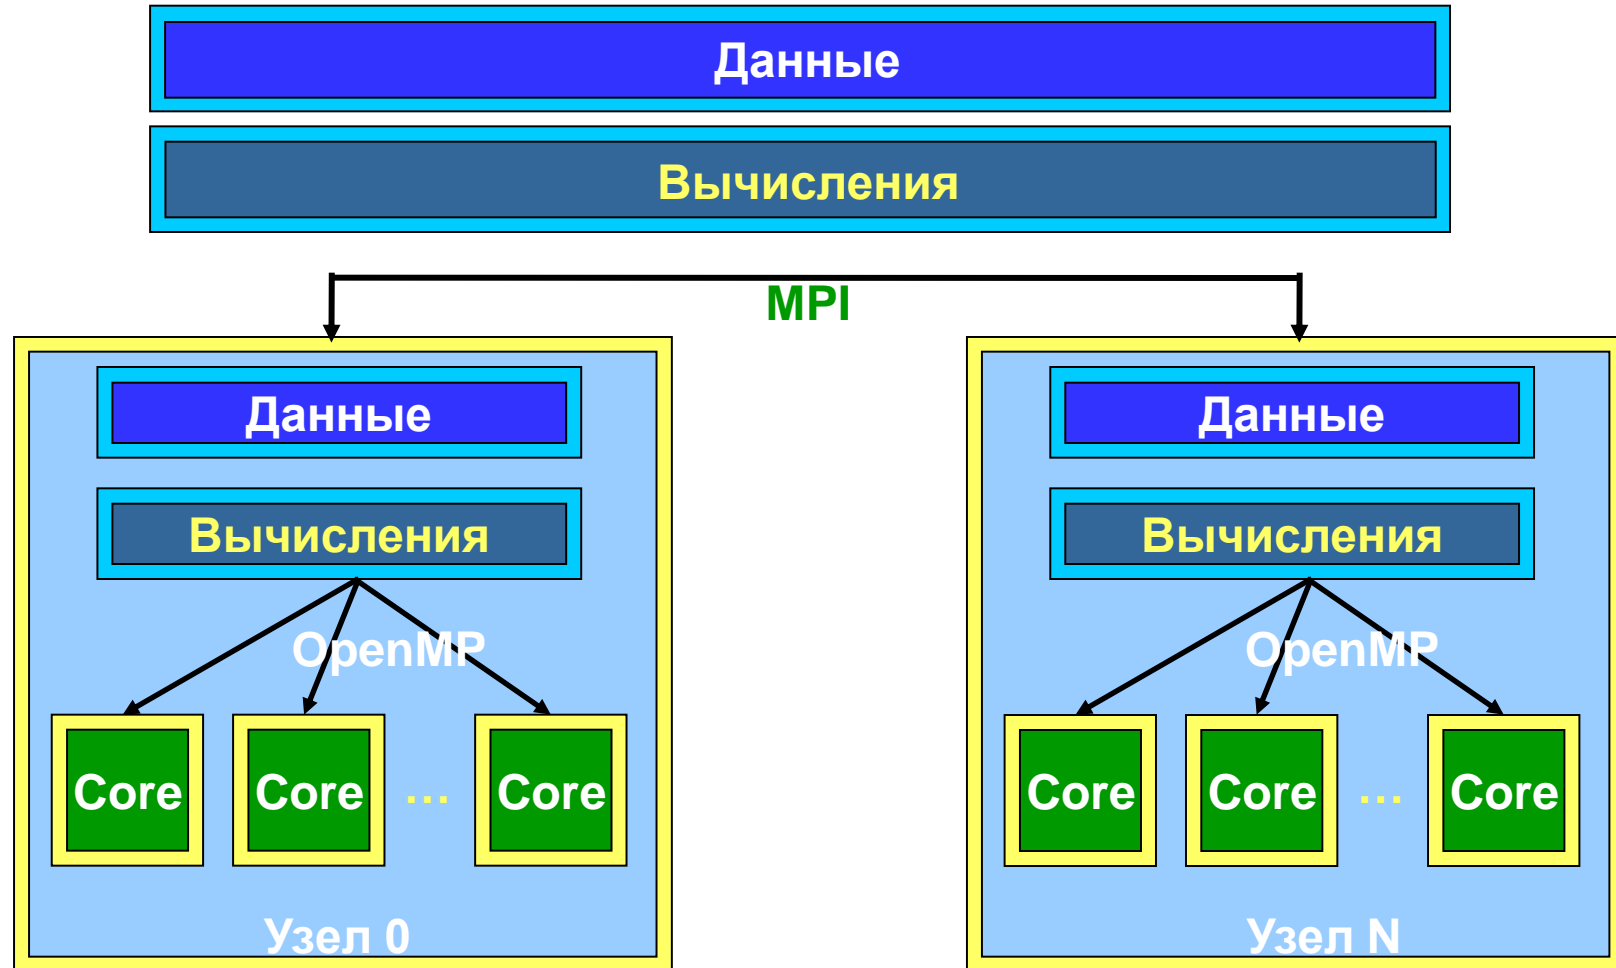 Данные
Вычисления
MPI
Данные
Вычисления
OpenMP
Core Core … Core
Узел 0
Данные
Вычисления
OpenMP
Core Core … Core
Узел N